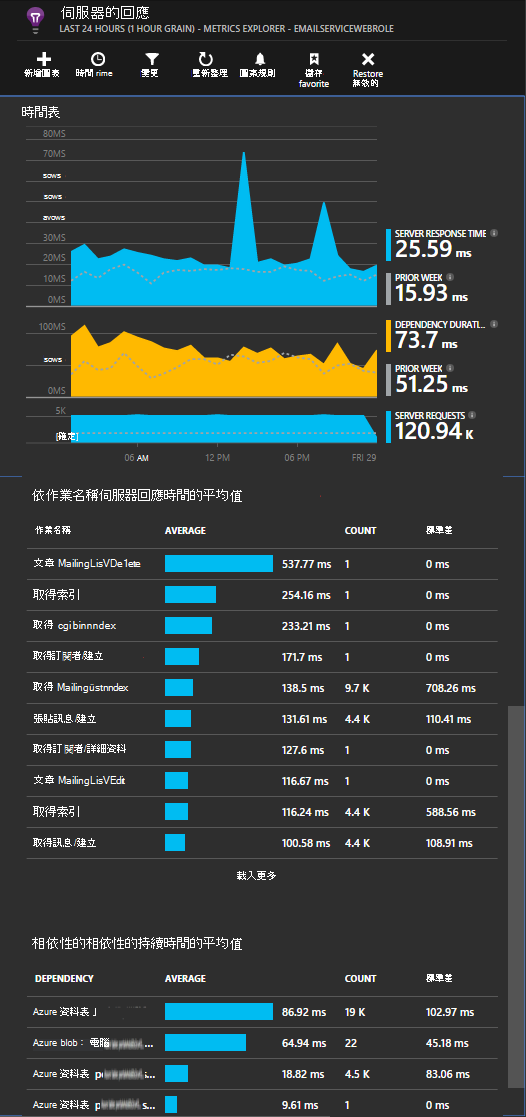 伺服器的回應
LAST 24 HOURS (1 HOUR GRAIN) - METRICS EXPLORER - EMAILSERVICEWEBROLE
新增圖表 時間 rime 變更 重新整理 圖表規則 儲存 favorite Restore 無效的
時間表
80MS
70MS
sows
sows
avows
30MS
20MS
10MS
0MS
SERVER RESPONSE TIME
25.59 ms
PRIOR WEEK
15.93 ms
100MS
sows
0MS
DEPENDENCY DURATI...
73.7 ms
PRIOR WEEK
51.25 ms
5K
[確定]
SERVER REQUESTS
120.94 K
06 AM 12 PM 06 PM FRI 29
依作業名稱伺服器回應時間的平均值
作業名稱 AVERAGE COUNT 標準差
文章 MailingLisVDe1ete 537.77 ms 1 0 ms
取得索引 254.16 ms 1 0 ms
取得 cgibinnndex 233.21 ms 1 0 ms
取得訂閱者/建立 171.7 ms 1 0 ms
取得 Mailingüstnndex 138.5 ms 9.7 K 708.26 ms
張貼訊息/建立 131.61 ms 4.4 K 110.41 ms
取得訂閱者/詳細資料 127.6 ms 1 0 ms
文章 MailingLisVEdit 116.67 ms 1 0 ms
取得索引 116.24 ms 4.4 K 588.56 ms
取得訊息/建立 100.58 ms 4.4 K 108.91 ms
載入更多
相依性的相依性的持續時間的平均值
DEPENDENCY AVERAGE COUNT 標準差
Azure 資料表 86.92 ms 19 K 102.97 ms
Azure blob： 電腦 ... 64.94 ms 22 45.18 ms
Azure 資料表 i... 18.82 ms 4.5 K 83.06 ms
Azure 資料表 s... 9.61 ms 1 0 ms